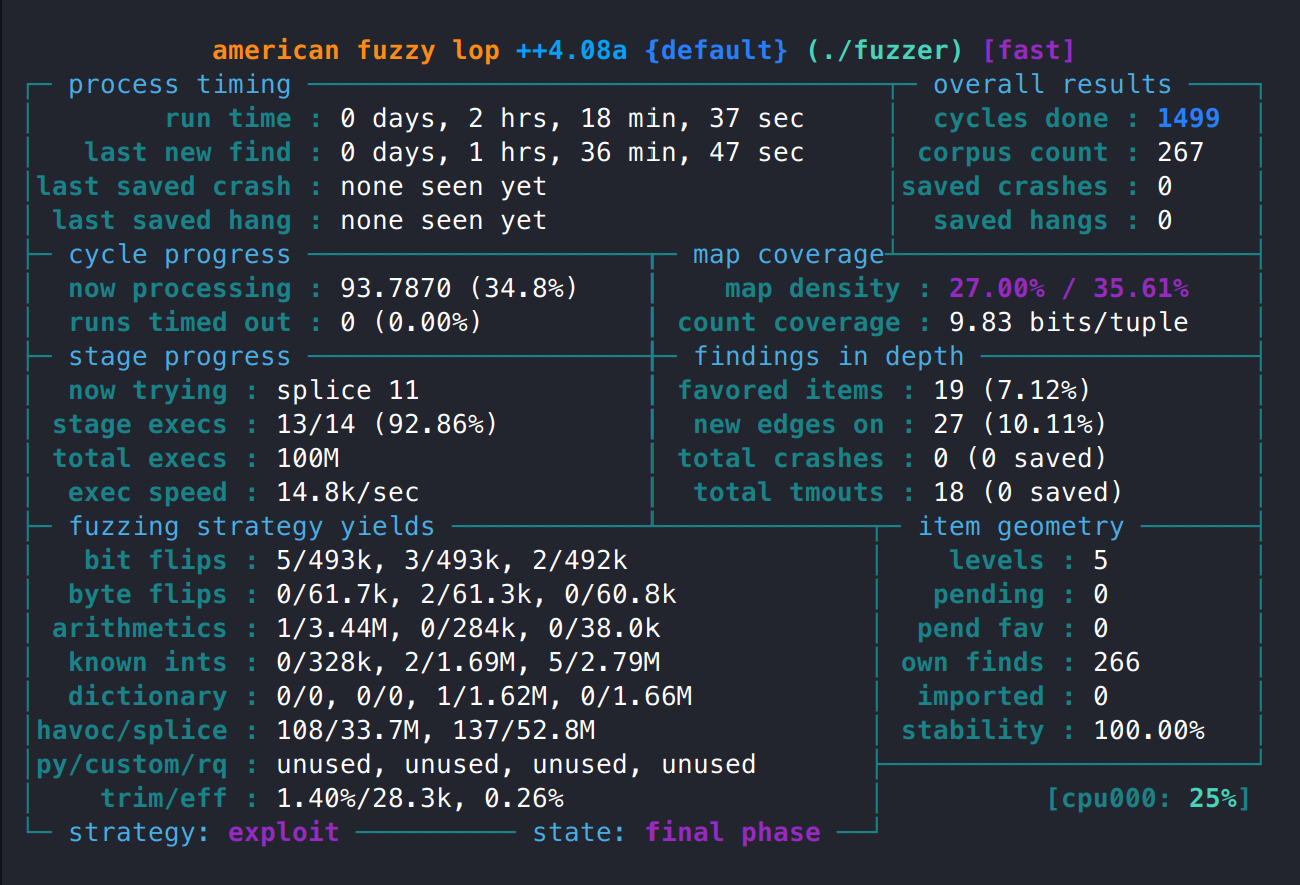 american fuzzy lop ++4.08a {default} (./fuzzer) [fast]
process timing overall results
run time : 0 days, 2 hrs, 18 min, 37 sec cycles done : 1499
last new find : 0 days, 1 hrs, 36 min, 47 sec corpus count : 267
last saved crash : none seen yet saved crashes : 0
last saved hang : none seen yet saved hangs : 0
cycle progress map coverage
now processing : 93.7870 (34.8%) map density : 27.00% / 35.61%
runs timed out : 0 (0.00%) count coverage : 9.83 bits/tuple
stage progress findings in depth
now trying : splice 11 favored items : 19 (7.12%)
stage execs : 13/14 (92.86%) new edges on : 27 (10.11%)
total execs : 100M total crashes : 0 (0 saved)
exec speed : 14.8k/sec total tmouts : 18 (0 saved)
fuzzing strategy yields item geometry
bit flips : 5/493k, 3/493k, 2/492k levels : 5
byte flips : 0/61.7k, 2/61.3k, 0/60.8k pending : 0
arithmetics : 1/3.44M, 0/284k, 0/38.0k pend fav : 0
known ints : 0/328k, 2/1.69M, 5/2.79M own finds : 266
dictionary : 0/0, 0/0, 1/1.62M, 0/1.66M imported : 0
havoc/splice : 108/33.7M, 137/52.8M stability : 100.00%
py/custom/rq : unused, unused, unused, unused
trim/eff : 1.40%/28.3k, 0.26% [cpu000: 25%]
strategy: exploit state: final phase